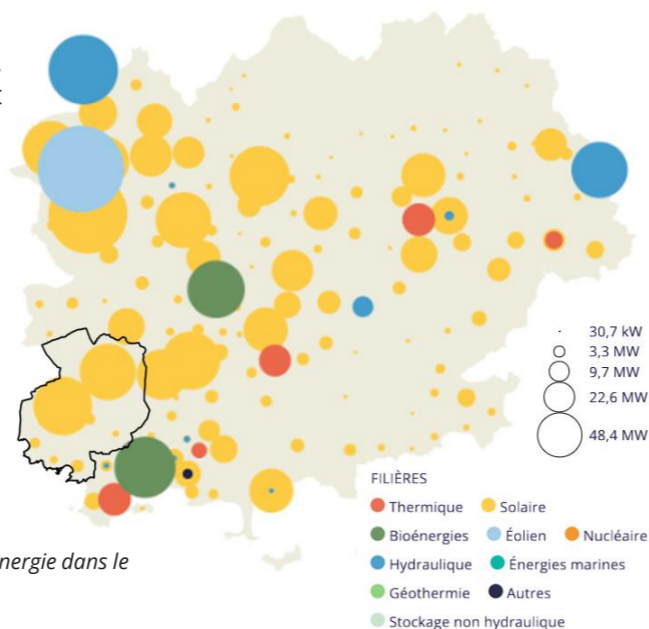 30,7 kW
3,3 MW
9,7 MW
22,6 MW
48,4 MW
FILIÈRES
Thermique
Solaire
Bioénergies
Éolien
Nucléaire
Hydraulique
Énergies marines
Géothermie
Autres
Stockage non hydraulique
nergie dans le